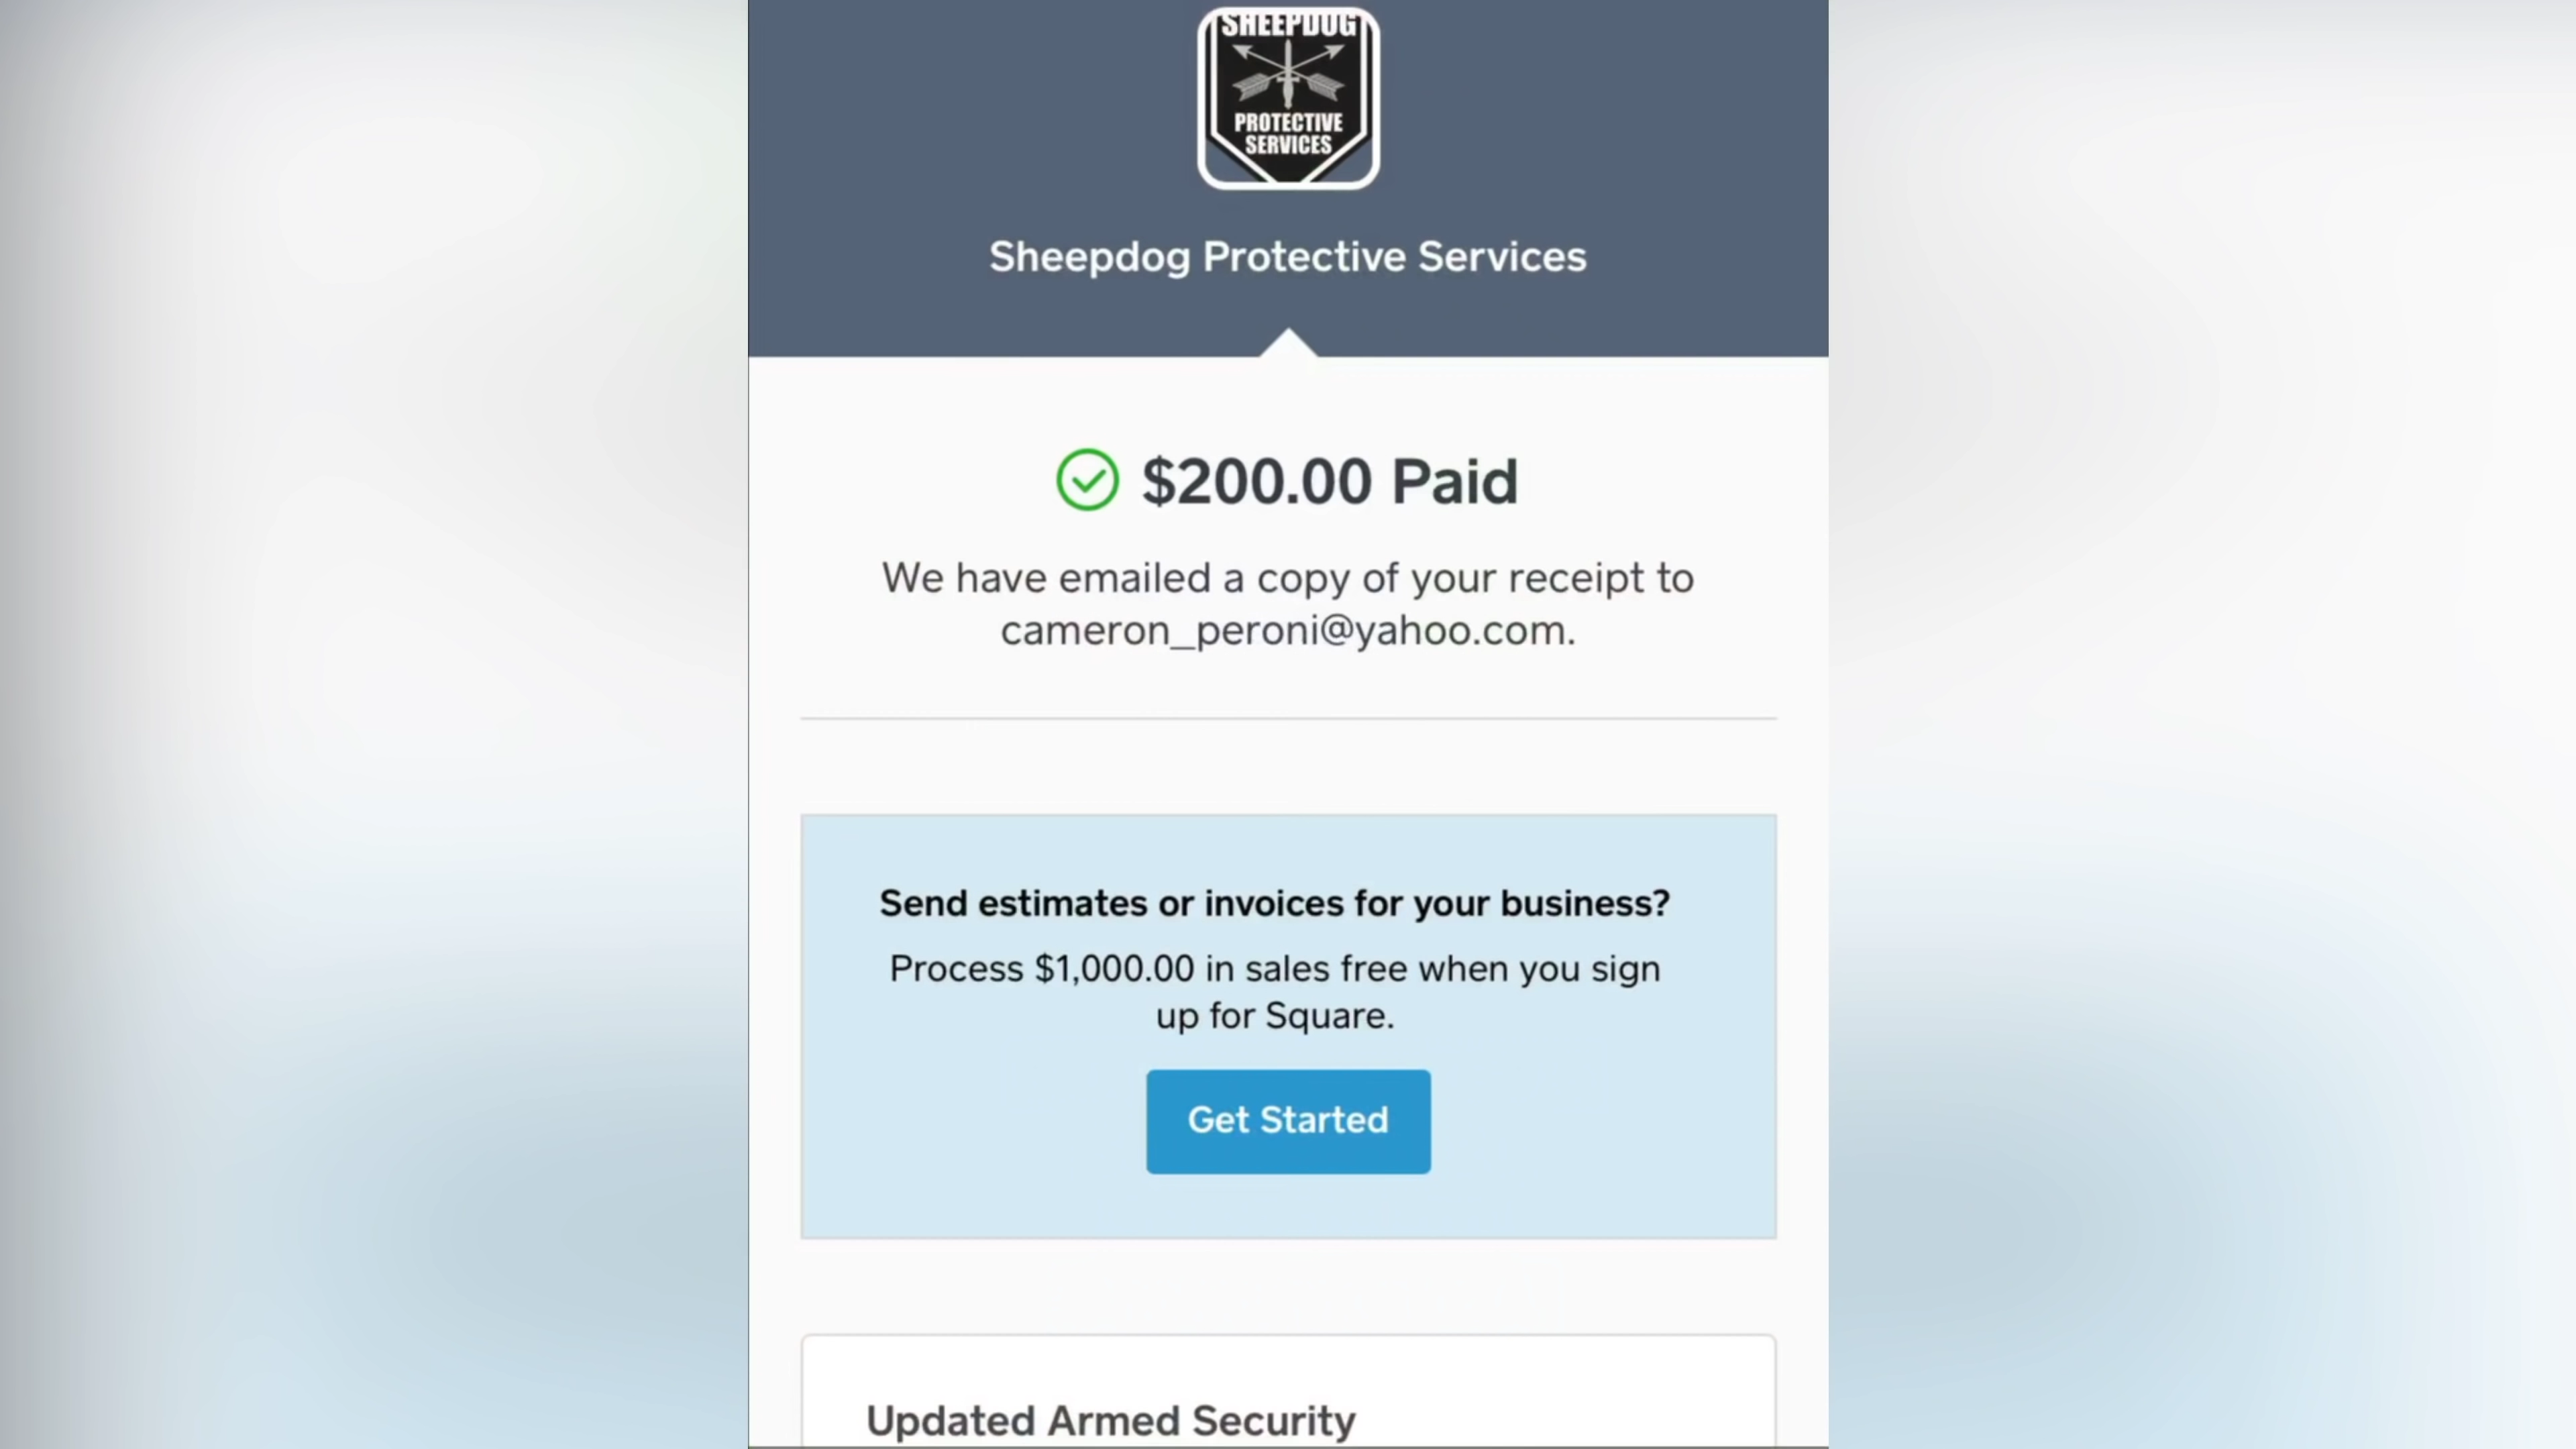 SHEEPDOG
PROTECTIVE
SERVICES
Sheepdog Protective Services
$200.00 Paid
We have emailed a copy of your receipt to
cameron_peroni@yahoo.com.
Send estimates or invoices for your business?
Process $1,000.00 in sales free when you sign
up for Square.
Get Started
Updated Armed Security